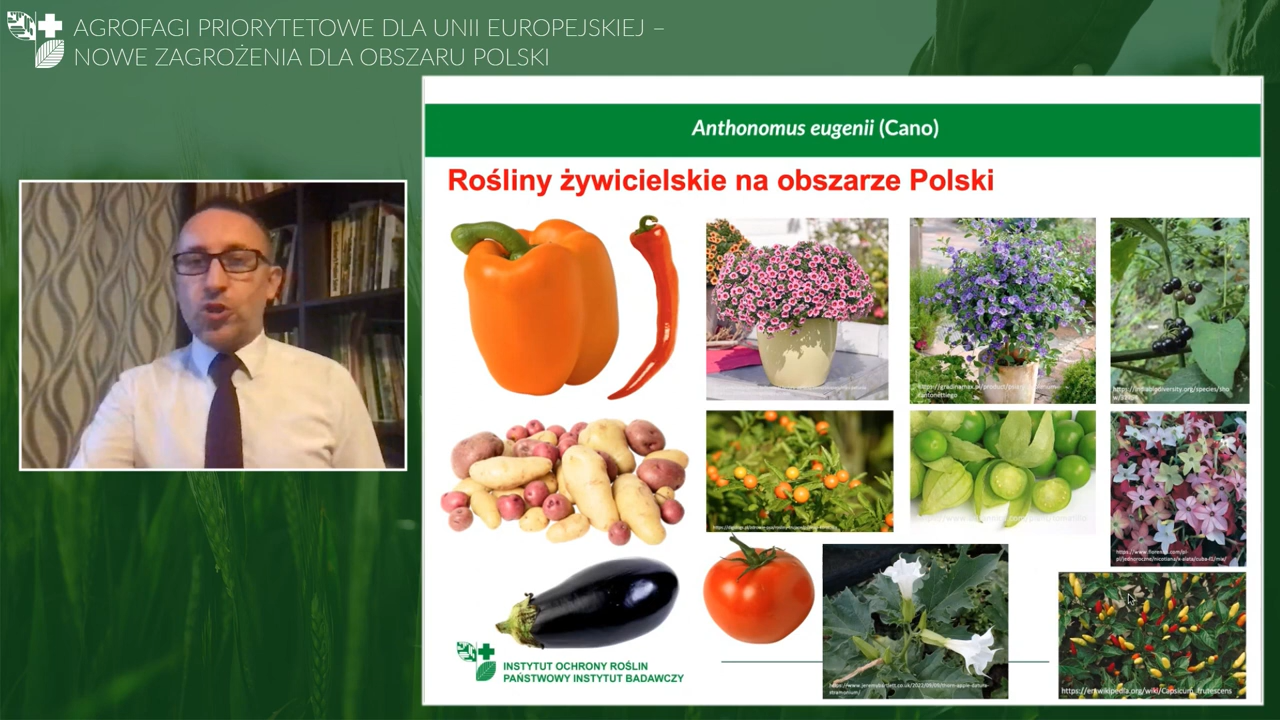 AGROFAGI PRIORYTETOWE DLA UNII EUROPEJSKIEJ –
NOWE ZAGROŻENIA DLA OBSZARU POLSKI
Anthonomus eugenii (Cano)
Rośliny żywicielskie na obszarze Polski
INSTYTUT OCHRONY ROŚLIN
PAŃSTWOWY INSTYTUT BADAWCZY
https://en.wikipedia.org/wiki/Capsicum_frutescens